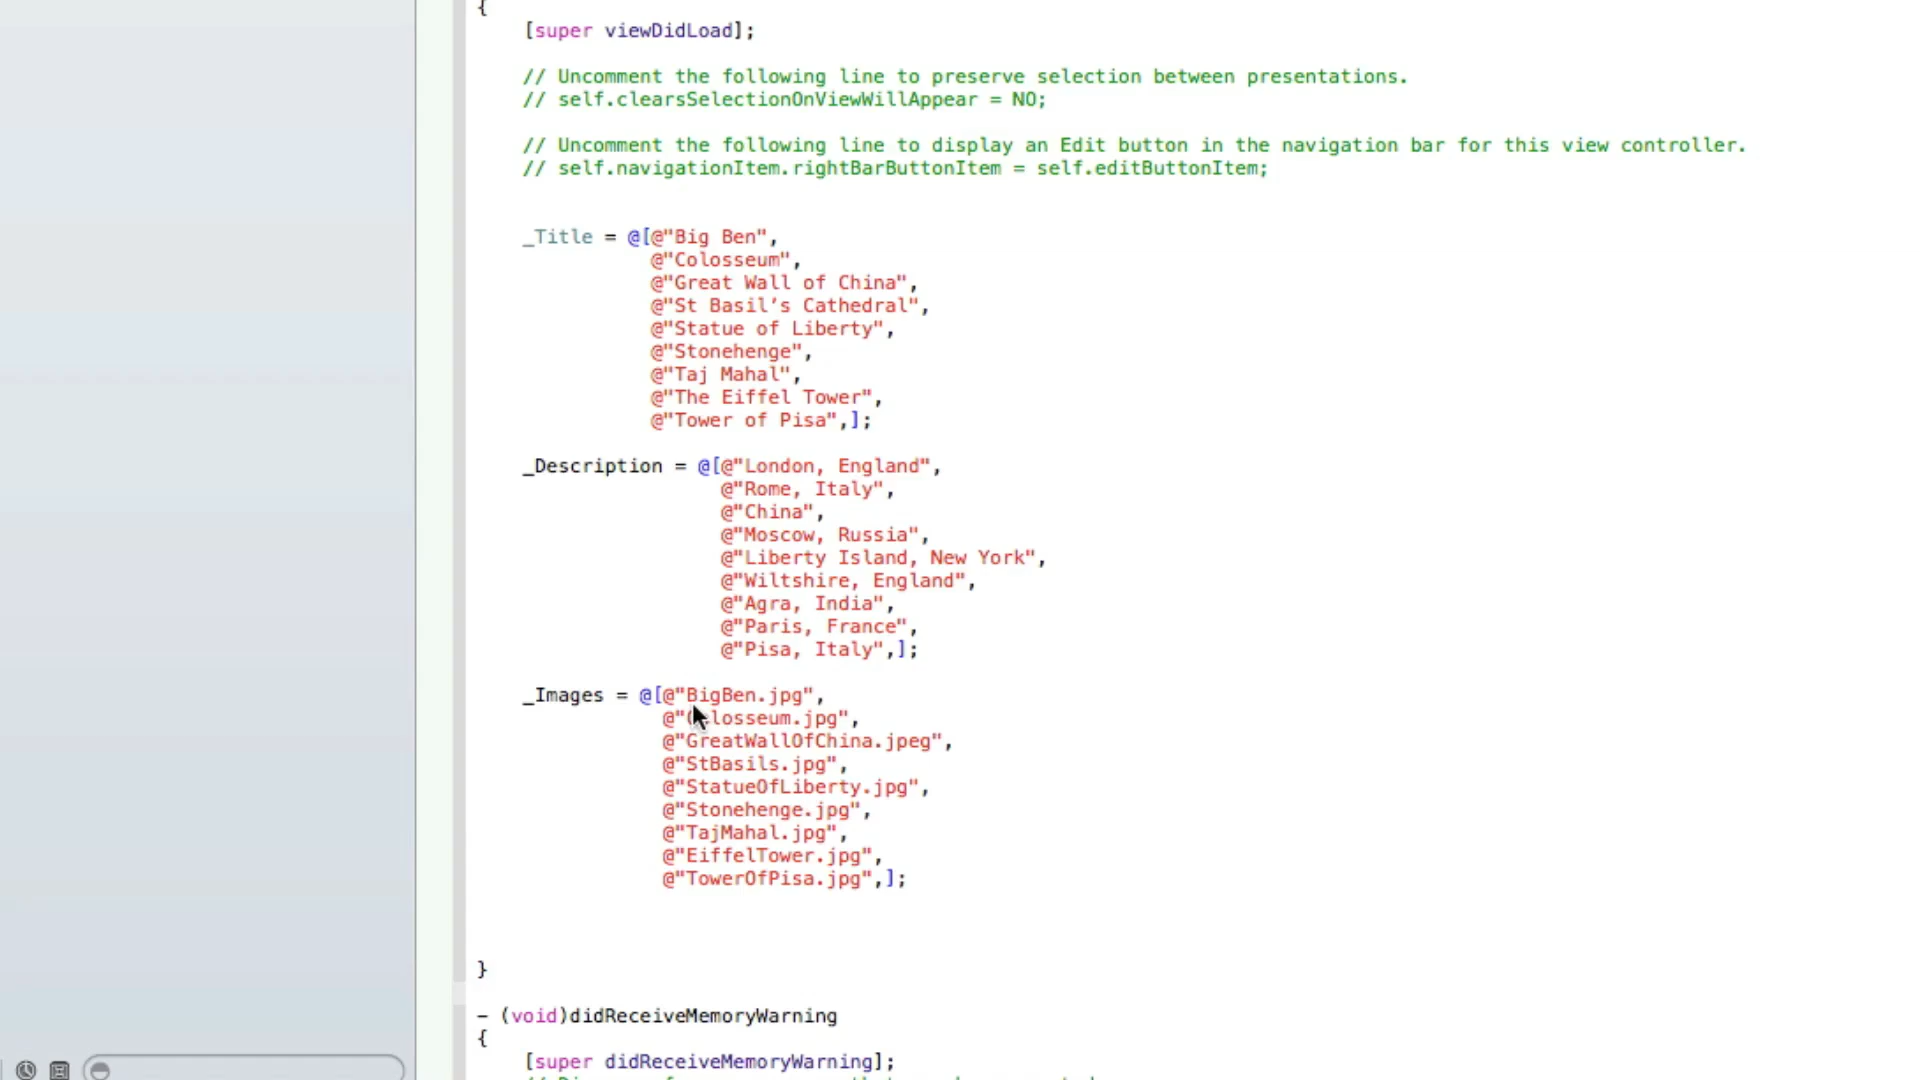 {
[super viewDidLoad];
// Uncomment the following line to preserve selection between presentations.
// self.clearsSelectionOnViewWillAppear = NO;
// Uncomment the following line to display an Edit button in the navigation bar for this view controller.
// self.navigationItem.rightBarButtonItem = self.editButtonItem;
_Title = @[@"Big Ben",
@"Colosseum",
@"Great Wall of China",
@"St Basil’s Cathedral",
@"Statue of Liberty",
@"Stonehenge",
@"Taj Mahal",
@"The Eiffel Tower",
@"Tower of Pisa",];
_Description = @[@"London, England",
@"Rome, Italy",
@"China",
@"Moscow, Russia",
@"Liberty Island, New York",
@"Wiltshire, England",
@"Agra, India",
@"Paris, France",
@"Pisa, Italy",];
_Images = @[@"BigBen.jpg",
@"Colosseum.jpg",
@"GreatWallOfChina.jpeg",
@"StBasils.jpg",
@"StatueOfLiberty.jpg",
@"Stonehenge.jpg",
@"TajMahal.jpg",
@"EiffelTower.jpg",
@"TowerOfPisa.jpg",];
}
- (void)didReceiveMemoryWarning
{
[super didReceiveMemoryWarning];